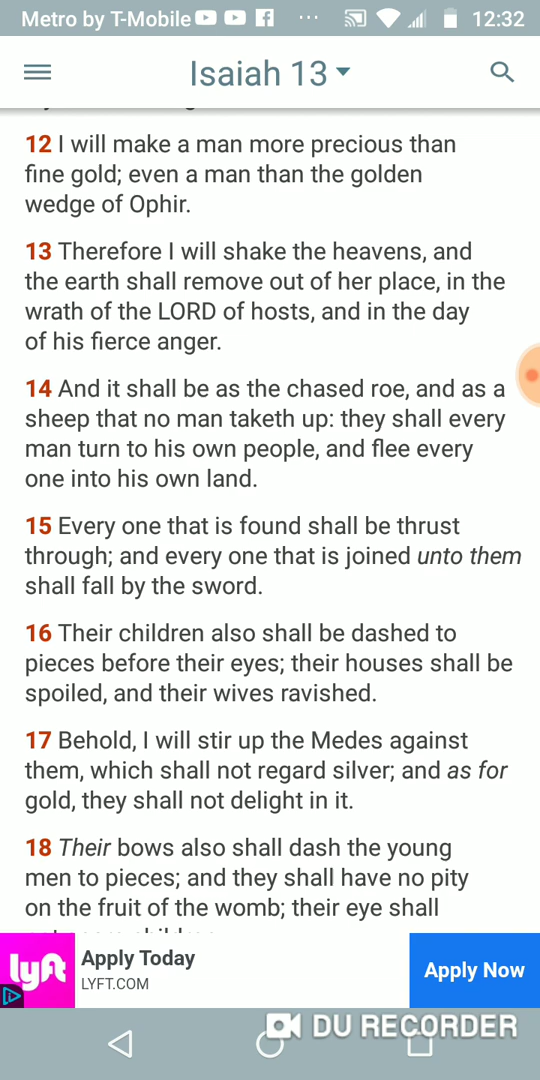 Metro by T-Mobile ... 12:32
Isaiah 13
12 I will make a man more precious than
fine gold; even a man than the golden
wedge of Ophir.
13 Therefore I will shake the heavens, and
the earth shall remove out of her place, in the
wrath of the LORD of hosts, and in the day
of his fierce anger.
14 And it shall be as the chased roe, and as a
sheep that no man taketh up: they shall every
man turn to his own people, and flee every
one into his own land.
15 Every one that is found shall be thrust
through; and every one that is joined unto them
shall fall by the sword.
16 Their children also shall be dashed to
pieces before their eyes; their houses shall be
spoiled, and their wives ravished.
17 Behold, I will stir up the Medes against
them, which shall not regard silver; and as for
gold, they shall not delight in it.
18 Their bows also shall dash the young
men to pieces; and they shall have no pity
on the fruit of the womb; their eye shall
lyft
Apply Today
LYFT.COM
Apply Now
DU RECORDER